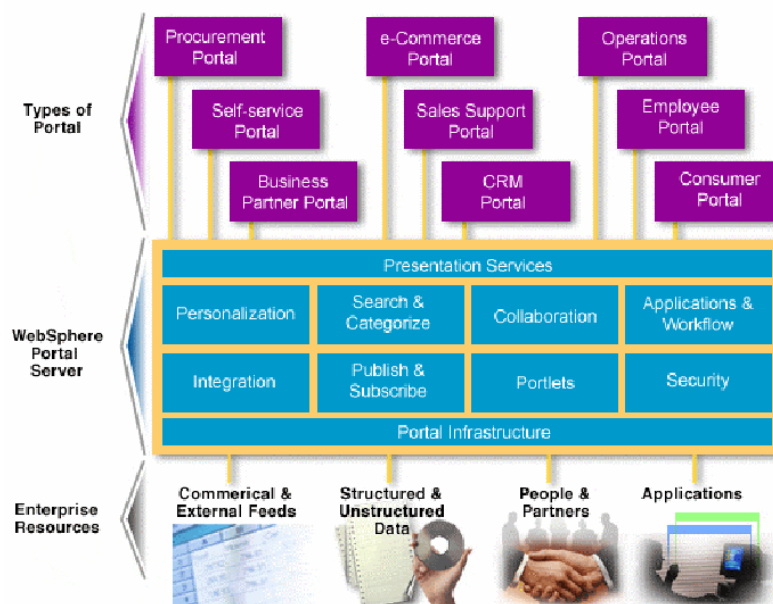 Procurement
Portal
e-Commerce
Portal
Operations
Portal
Types of
Portal
Self-service
Portal
Sales Support
Portal
Employee
Portal
Business
Partner Portal
CRM
Portal
Consumer
Portal
Presentation Services
WebSphere
Portal
Server
Personalization
Search &
Categorize
Collaboration
Applications &
Workflow
Integration
Publish &
Subscribe
Portlets
Security
Portal Infrastructure
Enterprise
Resources
Commerical &
External Feeds
Structured &
Unstructured
Data
People &
Partners
Applications